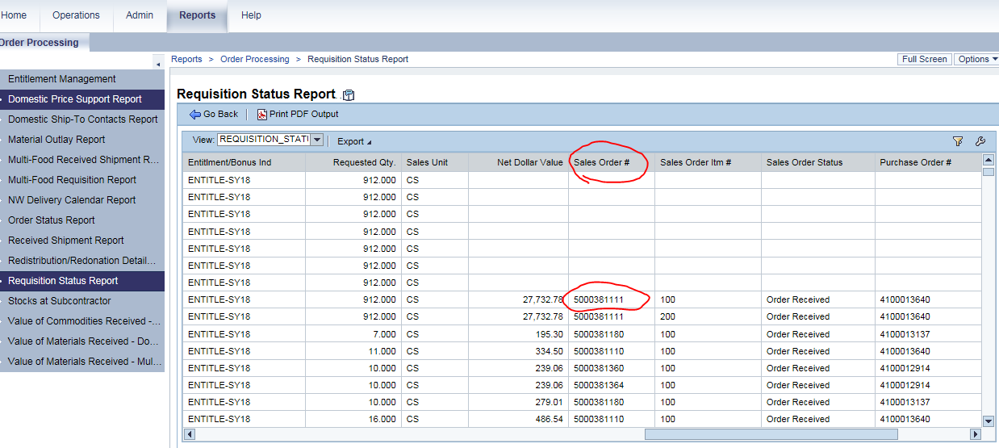 Home Operations Admin Reports Help
Order Processing
Reports > Order Processing > Requisition Status Report Full Screen Options
Entitlement Management
Domestic Price Support Report
Domestic Ship-To Contacts Report
Material Outlay Report
Multi-Food Received Shipment R...
Multi-Food Requisition Report
NW Delivery Calendar Report
Order Status Report
Received Shipment Report
Redistribution/Redonation Detail...
Requisition Status Report
Stocks at Subcontractor
Value of Commodities Received -...
Value of Materials Received - Do...
Value of Materials Received - Mul...
Requisition Status Report
Go Back Print PDF Output
View: REQUISITION_STATU Export
Entitlment/Bonus Ind Requested Qty. Sales Unit Net Dollar Value Sales Order # Sales Order Itm # Sales Order Status Purchase Order #
ENTITLE-SY18 912.000 CS
ENTITLE-SY18 912.000 CS
ENTITLE-SY18 912.000 CS
ENTITLE-SY18 912.000 CS
ENTITLE-SY18 912.000 CS
ENTITLE-SY18 912.000 CS
ENTITLE-SY18 912.000 CS
ENTITLE-SY18 912.000 CS 27,732.78 5000381111 100 Order Received 4100013640
ENTITLE-SY18 912.000 CS 27,732.78 5000381111 200 Order Received 4100013640
ENTITLE-SY18 7.000 CS 195.30 5000381180 100 Order Received 4100013137
ENTITLE-SY18 11.000 CS 334.50 5000381110 100 Order Received 4100013640
ENTITLE-SY18 10.000 CS 239.06 5000381360 100 Order Received 4100012914
ENTITLE-SY18 10.000 CS 239.06 5000381364 100 Order Received 4100012914
ENTITLE-SY18 10.000 CS 279.01 5000381180 100 Order Received 4100013137
ENTITLE-SY18 16.000 CS 486.54 5000381110 100 Order Received 4100013640